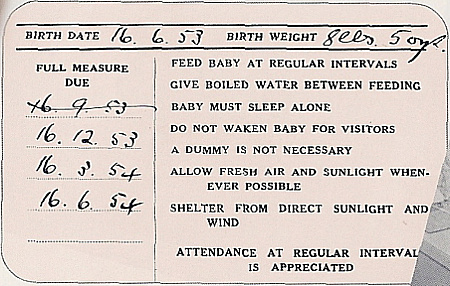 BIRTH DATE 16. 6. 53 BIRTH WEIGHT 8lbs. 5ozs.
FULL MEASURE
DUE
16. 9. 53
16. 12. 53
16. 3. 54
16. 6. 54
FEED BABY AT REGULAR INTERVALS
GIVE BOILED WATER BETWEEN FEEDING
BABY MUST SLEEP ALONE
DO NOT WAKEN BABY FOR VISITORS
A DUMMY IS NOT NECESSARY
ALLOW FRESH AIR AND SUNLIGHT WHEN-
EVER POSSIBLE
SHELTER FROM DIRECT SUNLIGHT AND
WIND
ATTENDANCE AT REGULAR INTERVAL
IS APPRECIATED